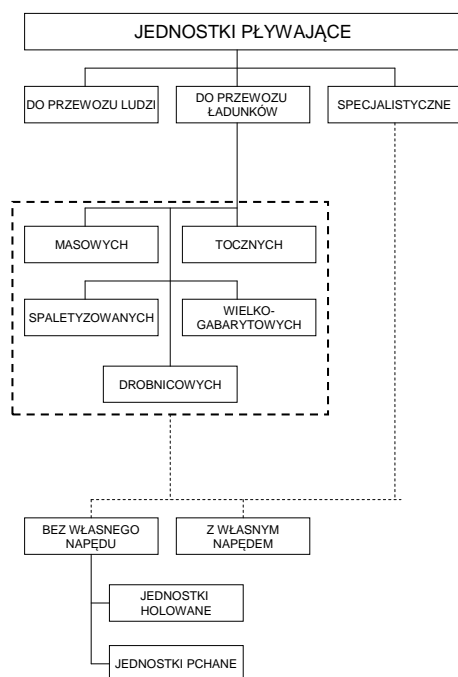 JEDNOSTKI PŁYWAJĄCE
DO PRZEWOZU LUDZI
DO PRZEWOZU
ŁADUNKÓW
SPECJALISTYCZNE
MASOWYCH
TOCZNYCH
SPALETYZOWANYCH
WIELKO-
GABARYTOWYCH
DROBNICOWYCH
BEZ WŁASNEGO
NAPĘDU
Z WŁASNYM
NAPĘDEM
JEDNOSTKI
HOLOWANE
JEDNOSTKI PCHANE